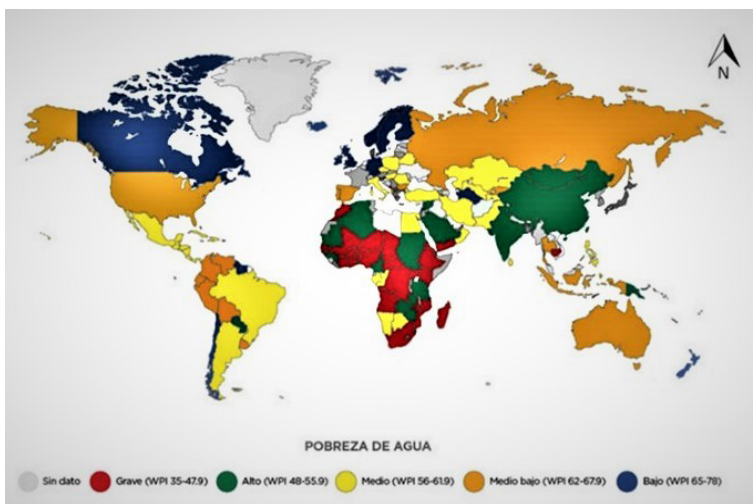 N
POBREZA DE AGUA
Sin dato
Grave (WPI 35-47.9)
Alto (WPI 48-55.9)
Medio (WPI 56-61.9)
Medio bajo (WPI 62-67.9)
Bajo (WPI 65-78)